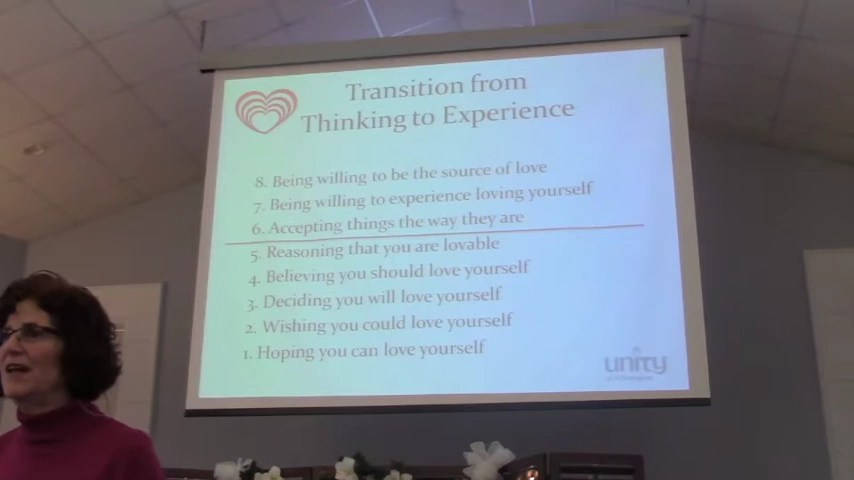 Transition from
Thinking to Experience
8. Being willing to be the source of love
7. Being willing to experience loving yourself
6. Accepting things the way they are
5. Reasoning that you are lovable
4. Believing you should love yourself
3. Deciding you will love yourself
2. Wishing you could love yourself
1. Hoping you can love yourself
unity